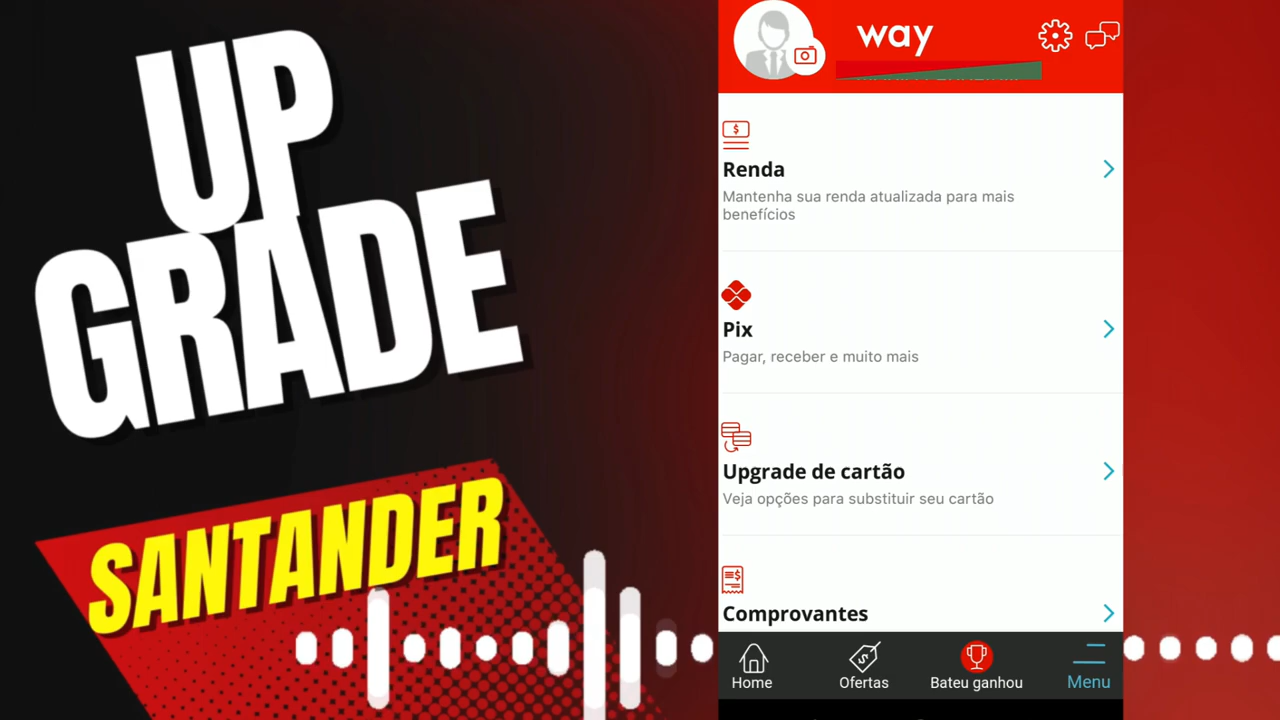 UP
GRADE
SANTANDER
way
Renda
Mantenha sua renda atualizada para mais
benefícios
Pix
Pagar, receber e muito mais
Upgrade de cartão
Veja opções para substituir seu cartão
Comprovantes
Home
Ofertas
Bateu ganhou
Menu